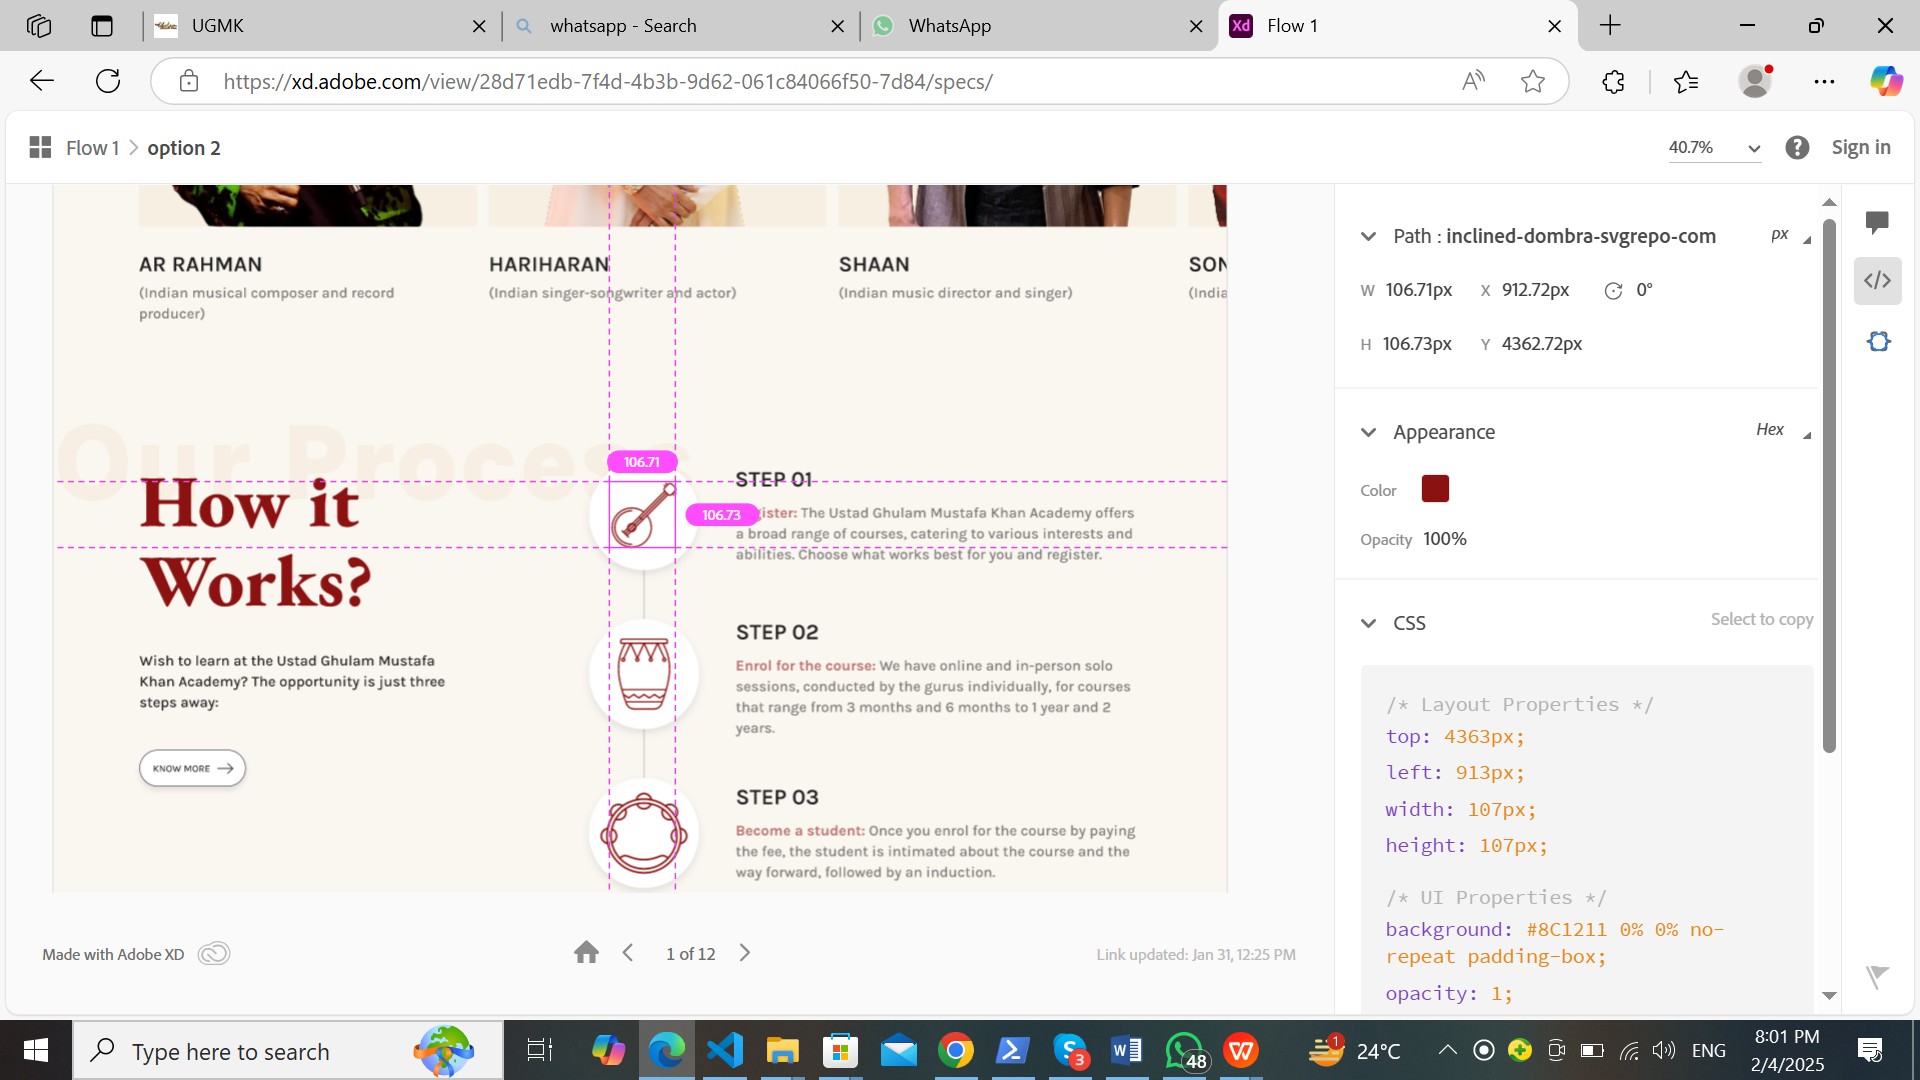 UGMK
whatsapp - Search
WhatsApp
Xd
Flow 1
https://xd.adobe.com/view/28d71edb-7f4d-4b3b-9d62-061c84066f50-7d84/specs/
Flow 1 > option 2
40.7%
Sign in
AR RAHMAN
(Indian musical composer and record
producer)
HARIHARAN
(Indian singer-songwriter and actor)
SHAAN
(Indian music director and singer)
SON
(India
Our Process
How it
Works?
Wish to learn at the Ustad Ghulam Mustafa
Khan Academy? The opportunity is just three
steps away:
KNOW MORE
106.71
106.73
STEP 01
gister: The Ustad Ghulam Mustafa Khan Academy offers
a broad range of courses, catering to various interests and
abilities. Choose what works best for you and register.
STEP 02
Enrol for the course: We have online and in-person solo
sessions, conducted by the gurus individually, for courses
that range from 3 months and 6 months to 1 year and 2
years.
STEP 03
Become a student: Once you enrol for the course by paying
the fee, the student is intimated about the course and the
way forward, followed by an induction.
Made with Adobe XD
1 of 12
Link updated: Jan 31, 12:25 PM
Path : inclined-dombra-svgrepo-com
px
W 106.71px X 912.72px 0°
H 106.73px Y 4362.72px
Appearance
Hex
Color
Opacity 100%
CSS
Select to copy
/* Layout Properties */
top: 4363px;
left: 913px;
width: 107px;
height: 107px;
/* UI Properties */
background: #8C1211 0% 0% no-
repeat padding-box;
opacity: 1;
Type here to search
3
48
1
24°C
ENG
8:01 PM
2/4/2025